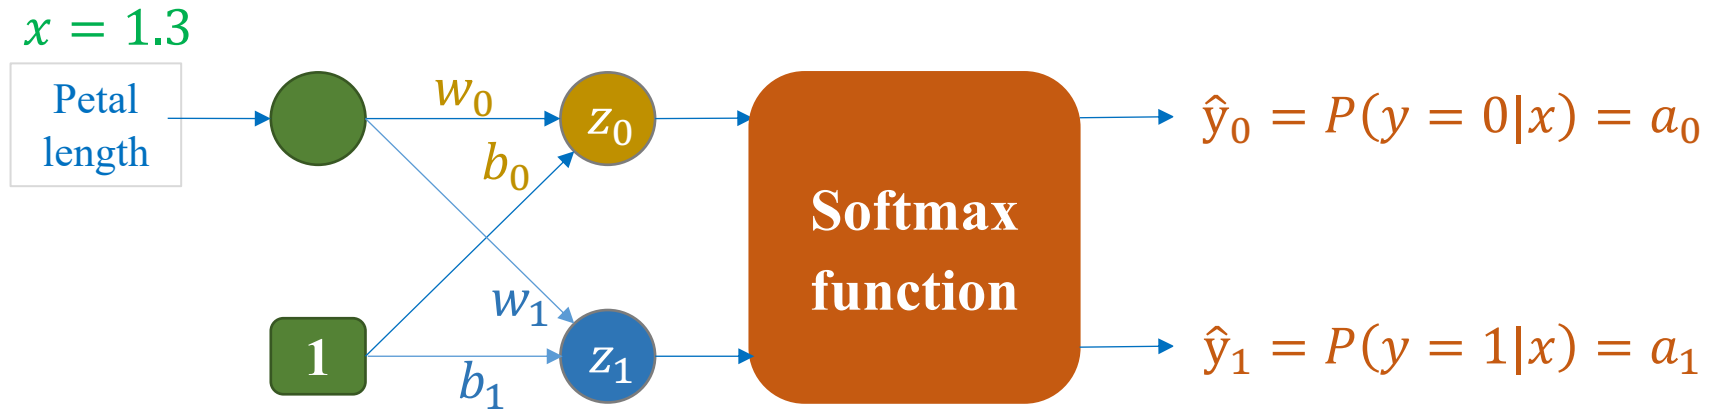 x = 1.3
Petal
length
w₀
z₀
b₀
ŷ₀ = P(y = 0|x) = a₀
Softmax
function
w₁
1
b₁
z₁
ŷ₁ = P(y = 1|x) = a₁